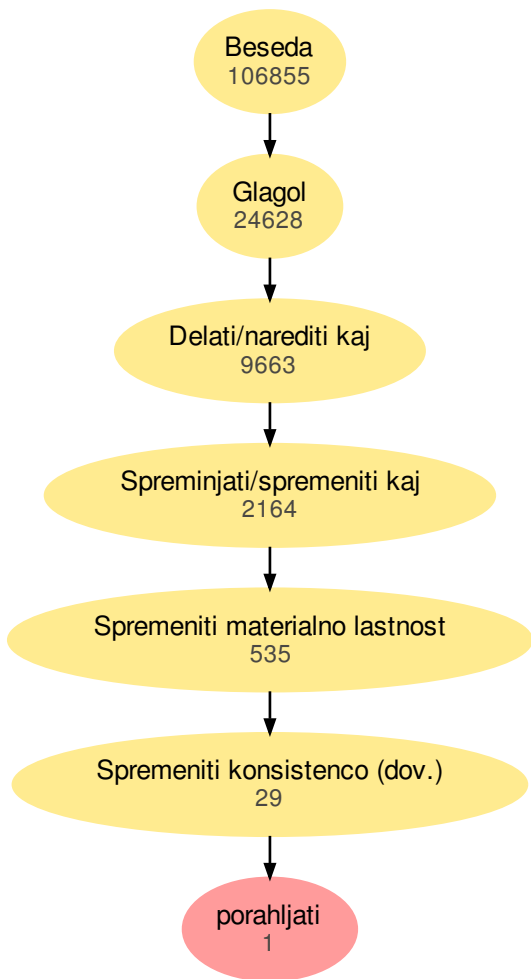 Beseda
106855
Glagol
24628
Delati/narediti kaj
9663
Spreminjati/spremeniti kaj
2164
Spremeniti materialno lastnost
535
Spremeniti konsistenco (dov.)
29
porahljati
1